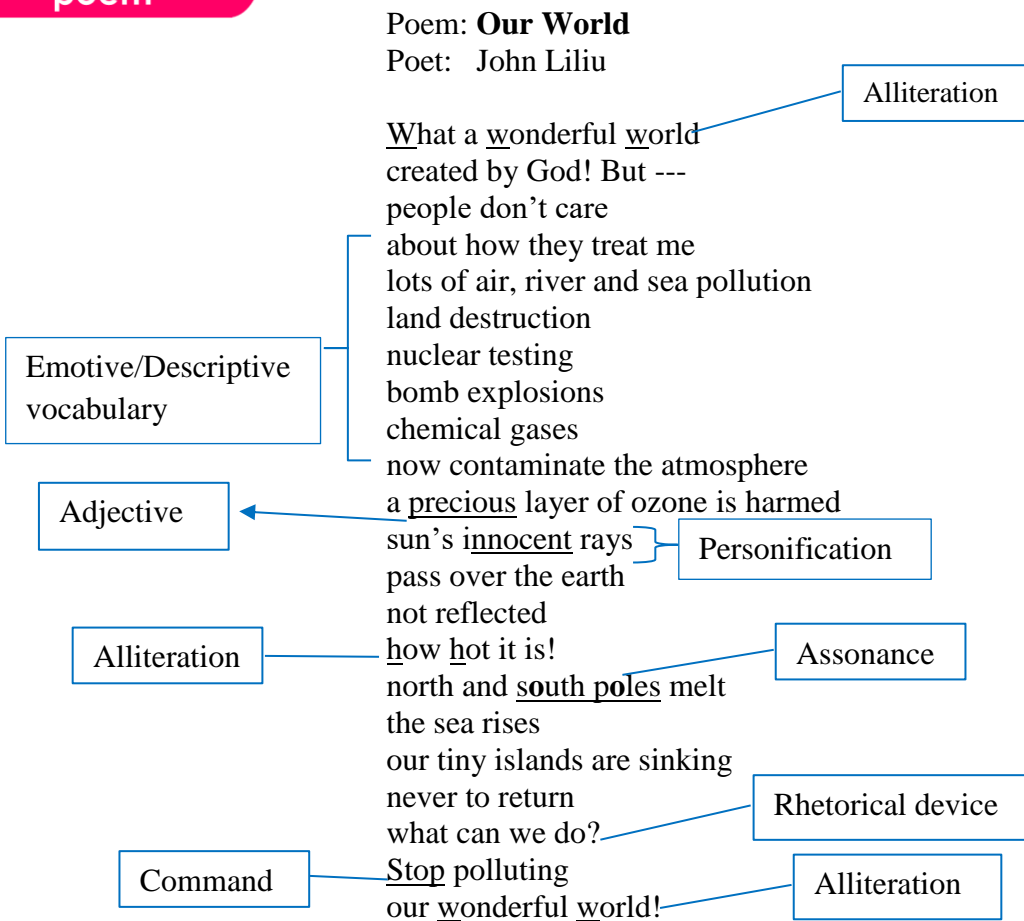 poem
Poem: Our World
Poet: John Liliu
Alliteration
What a wonderful world
created by God! But ---
people don’t care
about how they treat me
lots of air, river and sea pollution
land destruction
nuclear testing
Emotive/Descriptive
vocabulary
bomb explosions
chemical gases
now contaminate the atmosphere
a precious layer of ozone is harmed
Adjective
sun’s innocent rays
Personification
pass over the earth
not reflected
how hot it is!
Alliteration
Assonance
north and south poles melt
the sea rises
our tiny islands are sinking
never to return
Rhetorical device
what can we do?
Stop polluting
Command
Alliteration
our wonderful world!